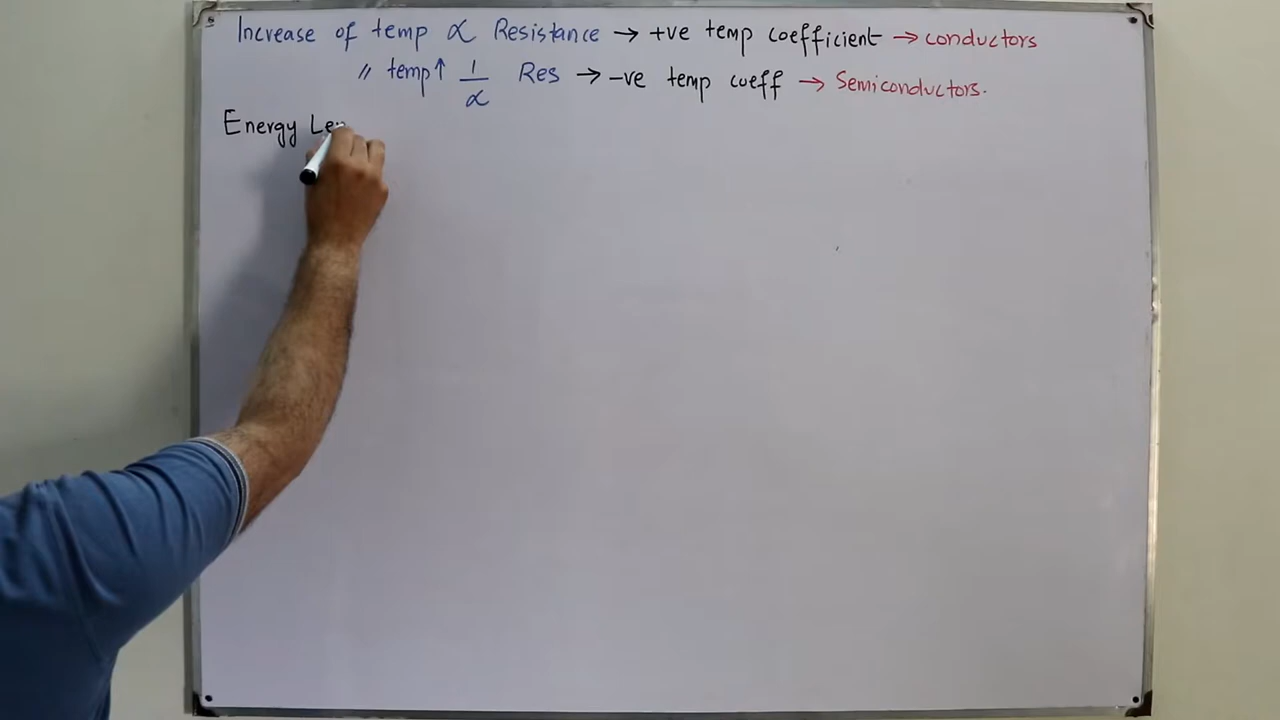 Increase of temp ∝ Resistance → +ve temp coefficient → conductors
〃 temp↑ 1/∝ Res → -ve temp coeff → Semiconductors.
Energy